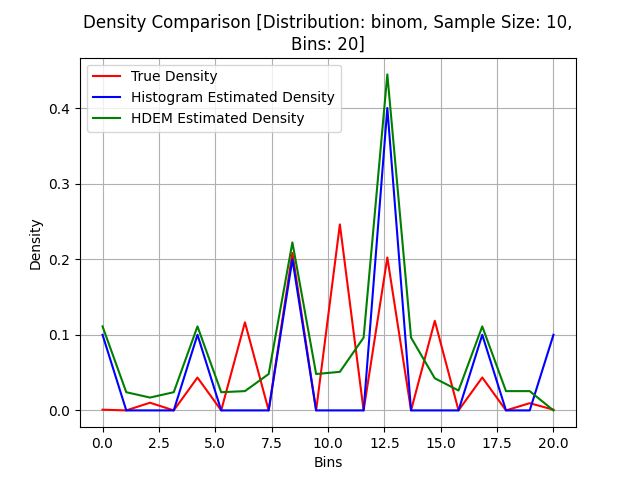 Density Comparison [Distribution: binom, Sample Size: 10,
Bins: 20]
True Density
Histogram Estimated Density
HDEM Estimated Density
Density
0.4
0.3
0.2
0.1
0.0
0.0 2.5 5.0 7.5 10.0 12.5 15.0 17.5 20.0
Bins